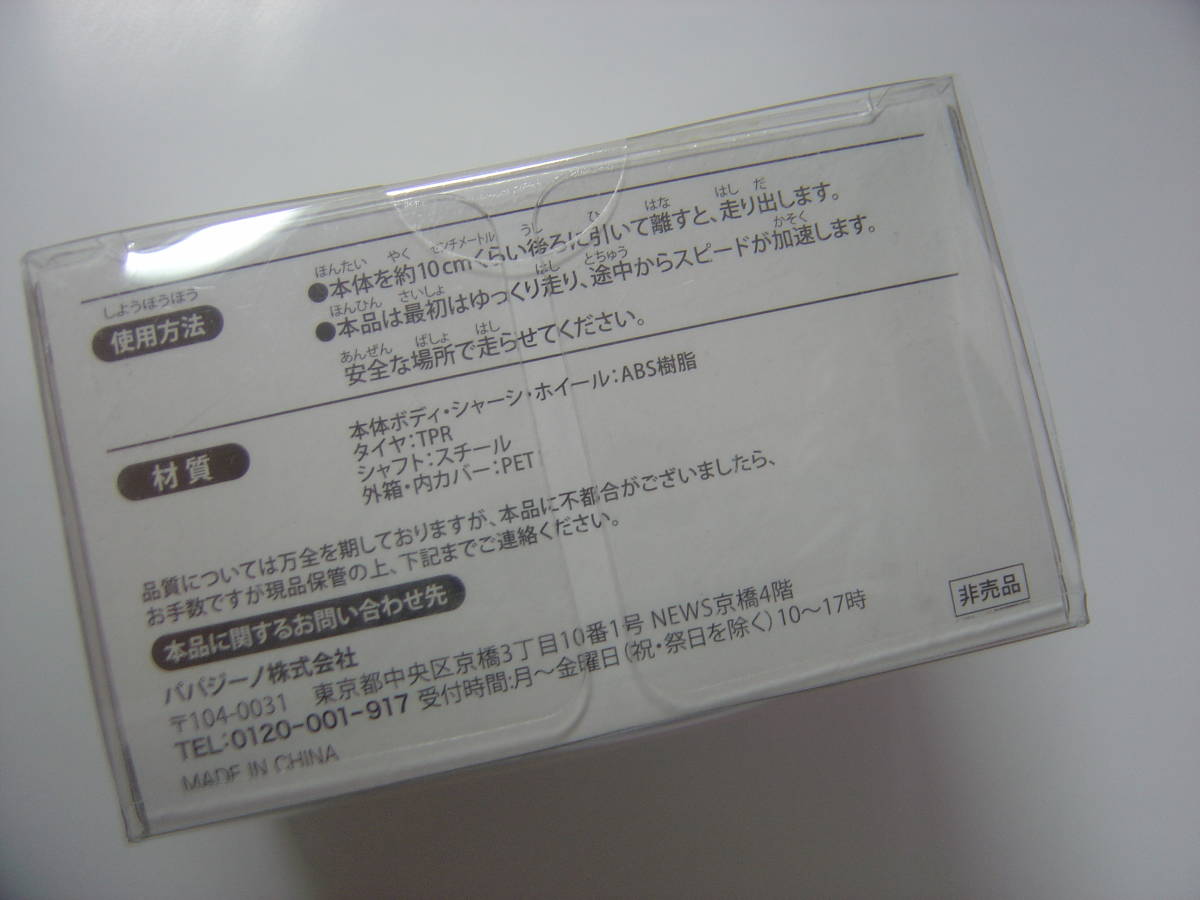 しようほうほう
使用方法
ほんたい やく センチメートル うし ひ はな はし だ
●本体を約10cmくらい後ろに引いて離すと、走り出します。
ほんひん さいしょ はし とちゅう かそく
●本品は最初はゆっくり走り、途中からスピードが加速します。
あんぜん ばしょ はし
安全な場所で走らせてください。
材質
本体ボディ・シャーシ・ホイール:ABS樹脂
タイヤ:TPR
シャフト:スチール
外箱・内カバー:PET
品質については万全を期しておりますが、本品に不都合がございましたら、
お手数ですが現品保管の上、下記までご連絡ください。
本品に関するお問い合わせ先
パパジーノ株式会社
〒104-0031 東京都中央区京橋3丁目10番1号 NEWS京橋4階
TEL:0120-001-917 受付時間:月～金曜日(祝・祭日を除く)10～17時
MADE IN CHINA
非売品